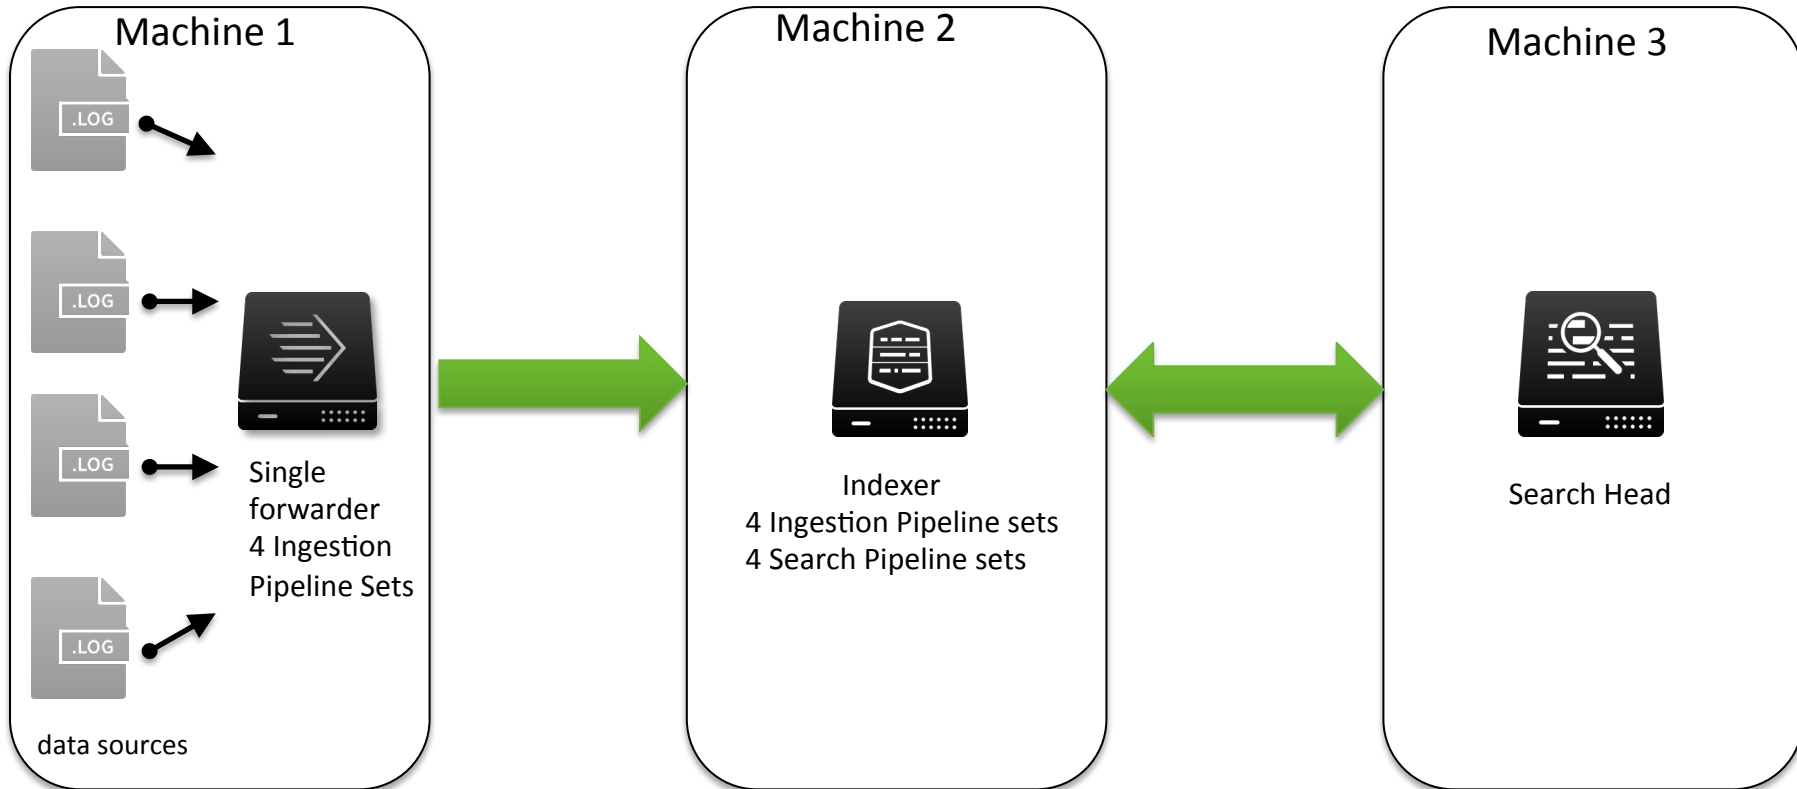 Machine 1
.LOG
.LOG
.LOG
.LOG
data sources
Single
forwarder
4 Ingestion
Pipeline Sets
Machine 2
Indexer
4 Ingestion Pipeline sets
4 Search Pipeline sets
Machine 3
Search Head